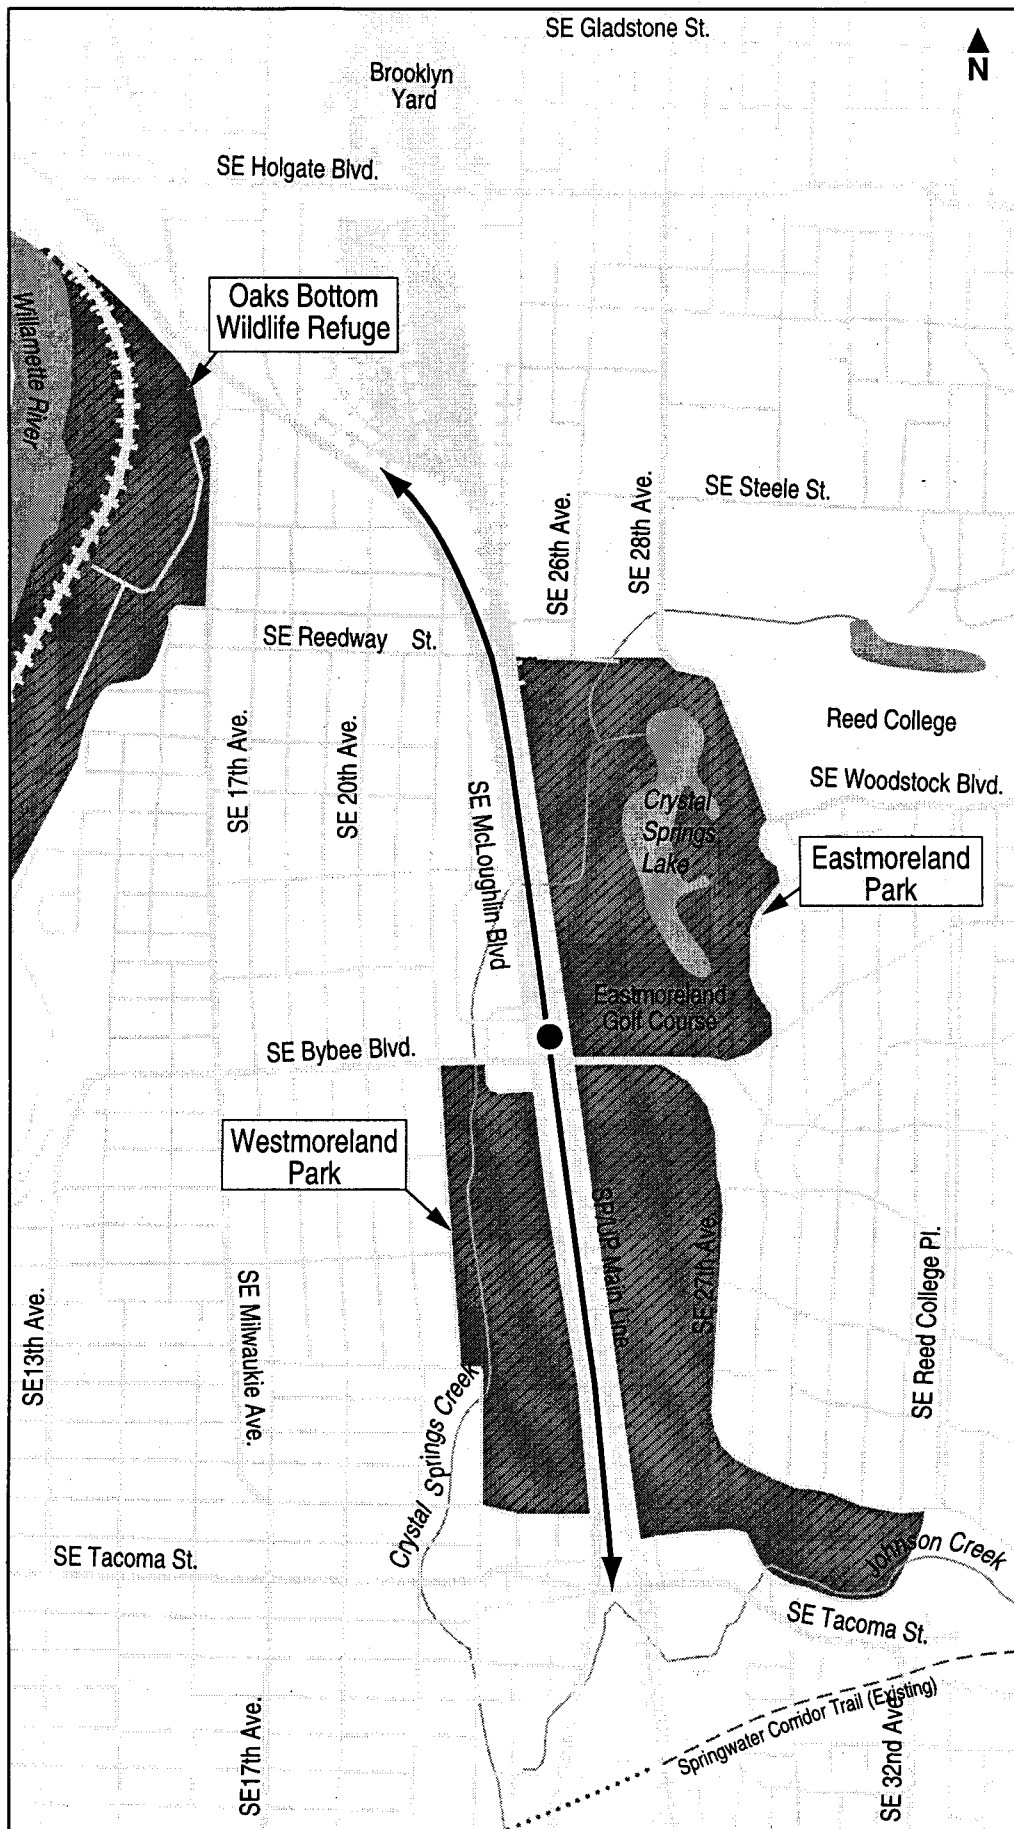 SE Gladstone St.
N
Brooklyn
Yard
SE Holgate Blvd.
Oaks Bottom
Wildlife Refuge
Willamette River
SE Steele St.
SE 26th Ave.
SE 28th Ave.
SE Reedway St.
Reed College
SE 17th Ave.
SE 20th Ave.
SE McLoughlin Blvd
SE Woodstock Blvd.
Crystal
Springs
Lake
Eastmoreland
Park
Eastmoreland
Golf Course
SE Bybee Blvd.
Westmoreland
Park
SP/UP Main Line
SE 27th Ave.
SE Reed College Pl.
SE13th Ave.
SE Milwaukie Ave.
Crystal Springs Creek
SE Tacoma St.
Johnson Creek
SE Tacoma St.
Springwater Corridor Trail (Existing)
SE17th Ave.
SE 32nd Ave.